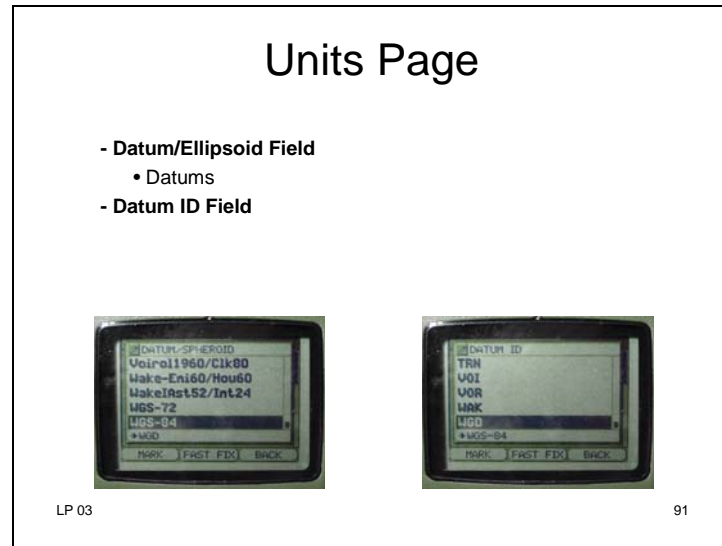 Units Page
- Datum/Ellipsoid Field
• Datums
- Datum ID Field
DATUM/SPHEROID
Voirol1960/Clk80
Wake-Eni60/Hou60
WakeIAst52/Int24
WGS-72
WGS-84
WGD
MARK FAST FIX BACK
DATUM ID
TRN
VOI
VOR
WAK
WGD
WGS-84
MARK FAST FIX BACK
LP 03
91